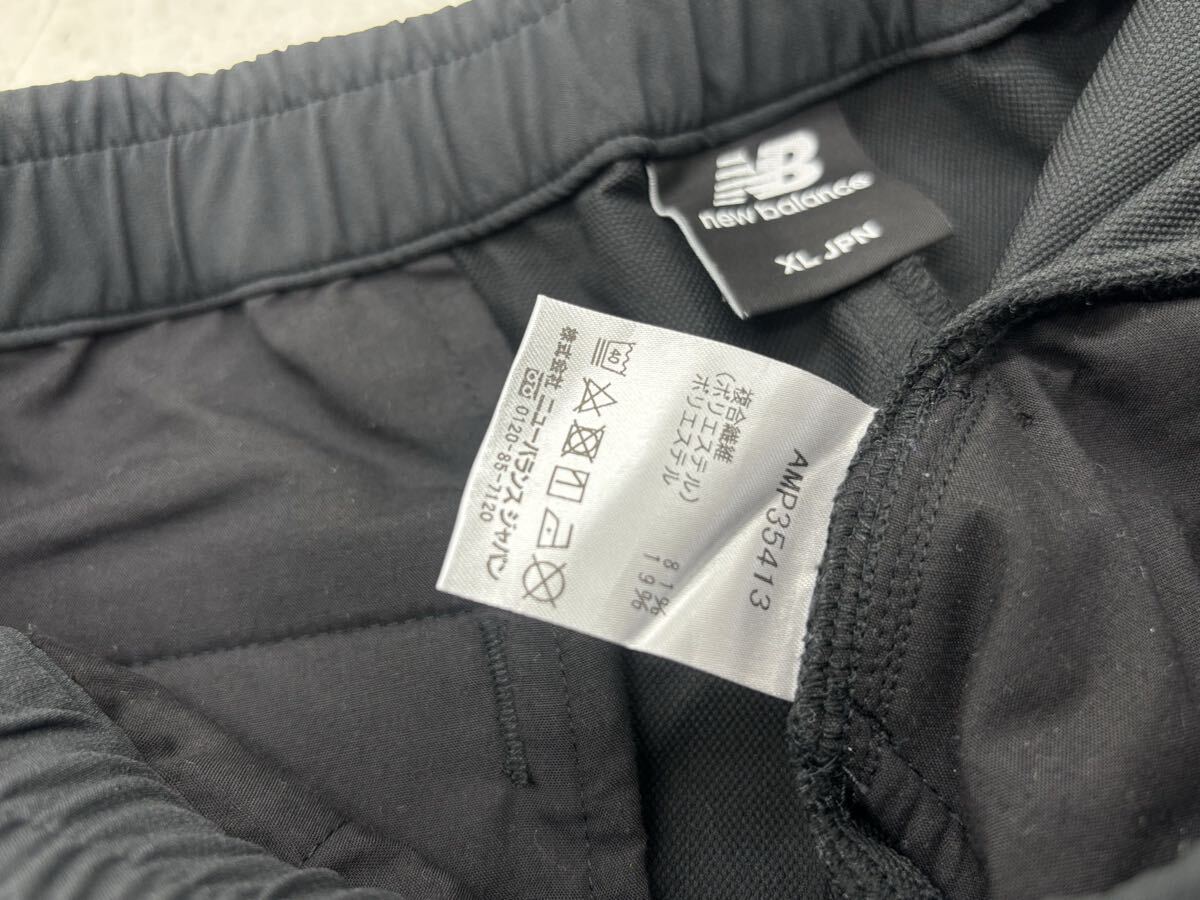 NB
new balance
XL JPN
AMP35413
複合繊維
(ポリエステル) 81%
ポリエステル 19%
40
株式会社 ニューバランス ジャパン
0120-85-1120